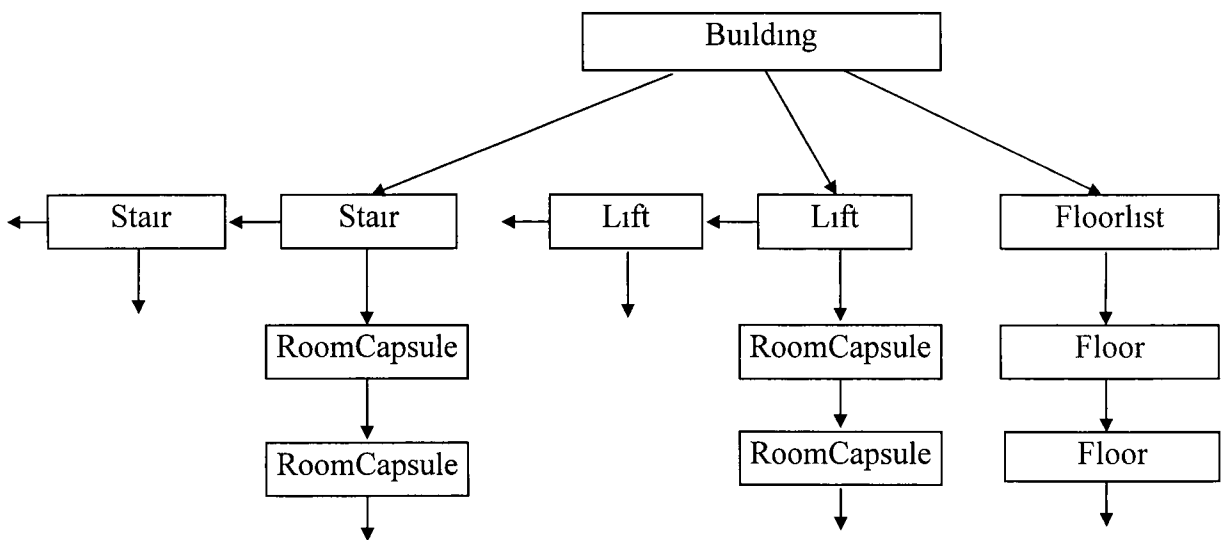 Building
Stair
Stair
Lift
Lift
Floorlist
RoomCapsule
RoomCapsule
Floor
RoomCapsule
RoomCapsule
Floor